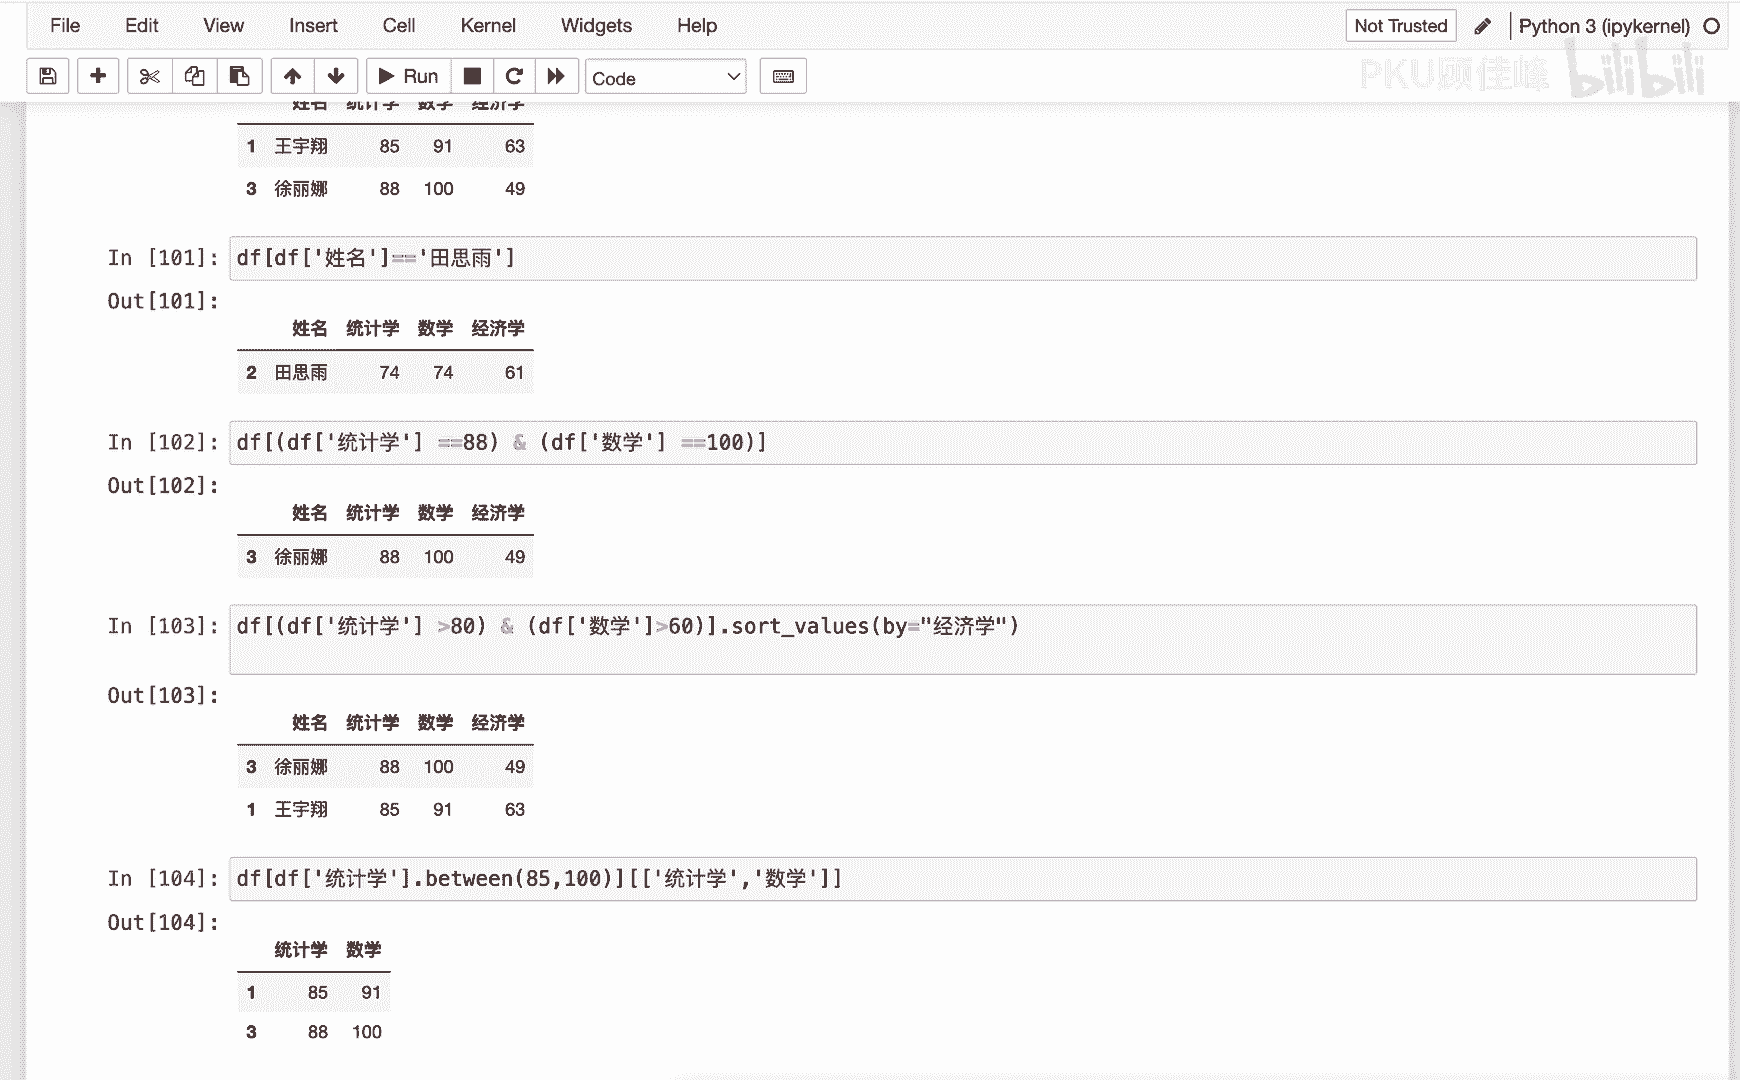 File Edit View Insert Cell Kernel Widgets Help Not Trusted Python 3 (ipykernel)
Run Code
PKU顾佳峰 bilibili
姓名 统计学 数学 经济学
1 王宇翔 85 91 63
3 徐丽娜 88 100 49
In [101]: df[df['姓名']=='田思雨']
Out[101]:
姓名 统计学 数学 经济学
2 田思雨 74 74 61
In [102]: df[(df['统计学'] ==88) & (df['数学'] ==100)]
Out[102]:
姓名 统计学 数学 经济学
3 徐丽娜 88 100 49
In [103]: df[(df['统计学'] >80) & (df['数学']>60)].sort_values(by="经济学")
Out[103]:
姓名 统计学 数学 经济学
3 徐丽娜 88 100 49
1 王宇翔 85 91 63
In [104]: df[df['统计学'].between(85,100)][['统计学','数学']]
Out[104]:
统计学 数学
1 85 91
3 88 100